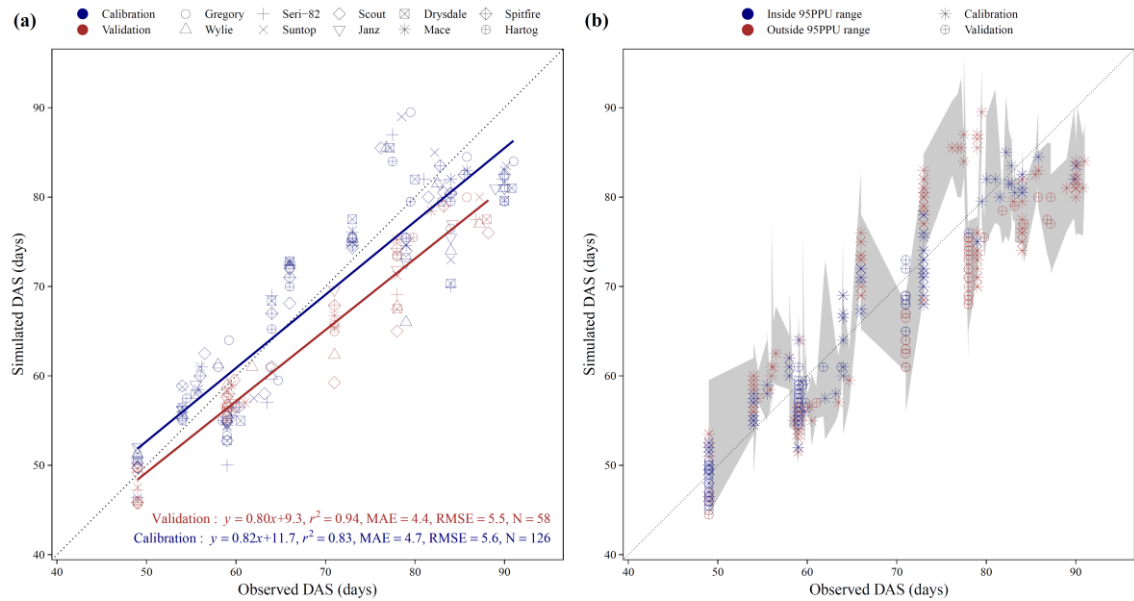 (a)
Calibration Gregory Seri−82 Scout Drysdale Spitfire
Validation Wylie Suntop Janz Mace Hartog
90
80
70
60
50
40
Simulated DAS (days)
Validation : y = 0.80x+9.3, r² = 0.94, MAE = 4.4, RMSE = 5.5, N = 58
Calibration : y = 0.82x+11.7, r² = 0.83, MAE = 4.7, RMSE = 5.6, N = 126
40 50 60 70 80 90
Observed DAS (days)
(b)
Inside 95PPU range Calibration
Outside 95PPU range Validation
90
80
70
60
50
40
Simulated DAS (days)
40 50 60 70 80 90
Observed DAS (days)